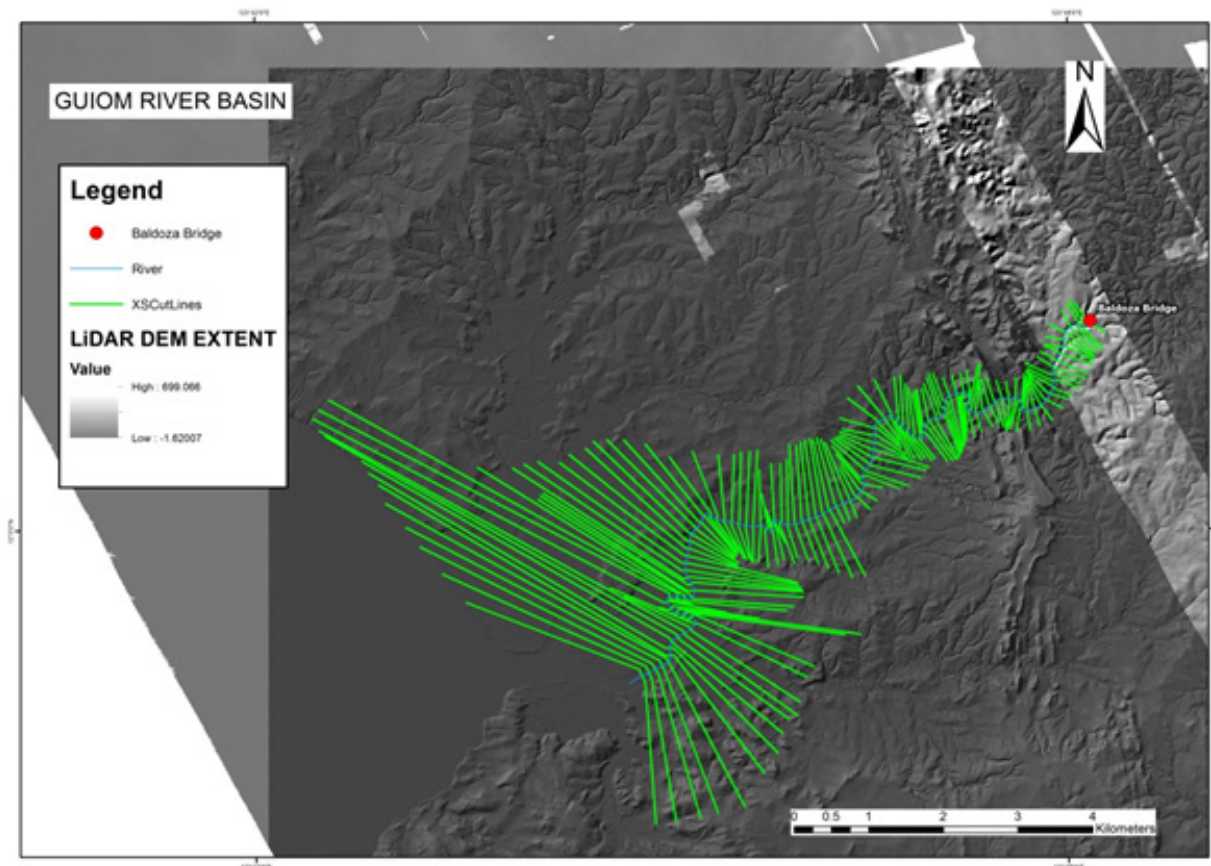 GUIOM RIVER BASIN
N
Legend
Baldoza Bridge
River
XSCutLines
LiDAR DEM EXTENT
Value
High : 699.066
Low : -1.62007
Baldoza Bridge
0 0.5 1 2 3 4
Kilometers